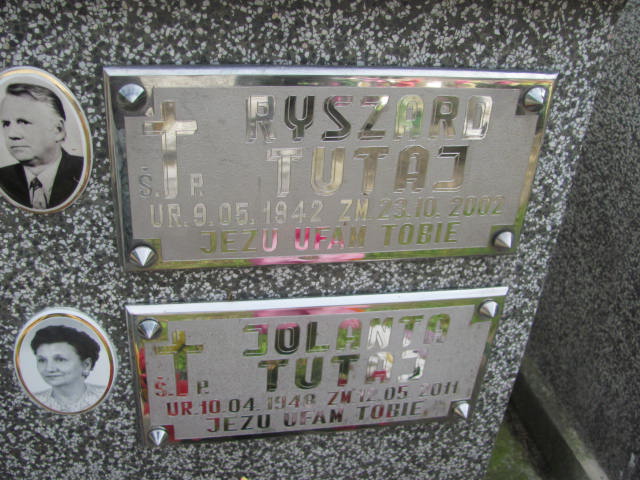 RYSZARD
TUTAJ
Ś. P.
UR. 9.05.1942 ZM. 23.10. 2002
JEZU UFAM TOBIE
JOLANTA
TUTAJ
Ś. P.
UR. 10.04.1948 ZM. 12.05 2011
JEZU UFAM TOBIE